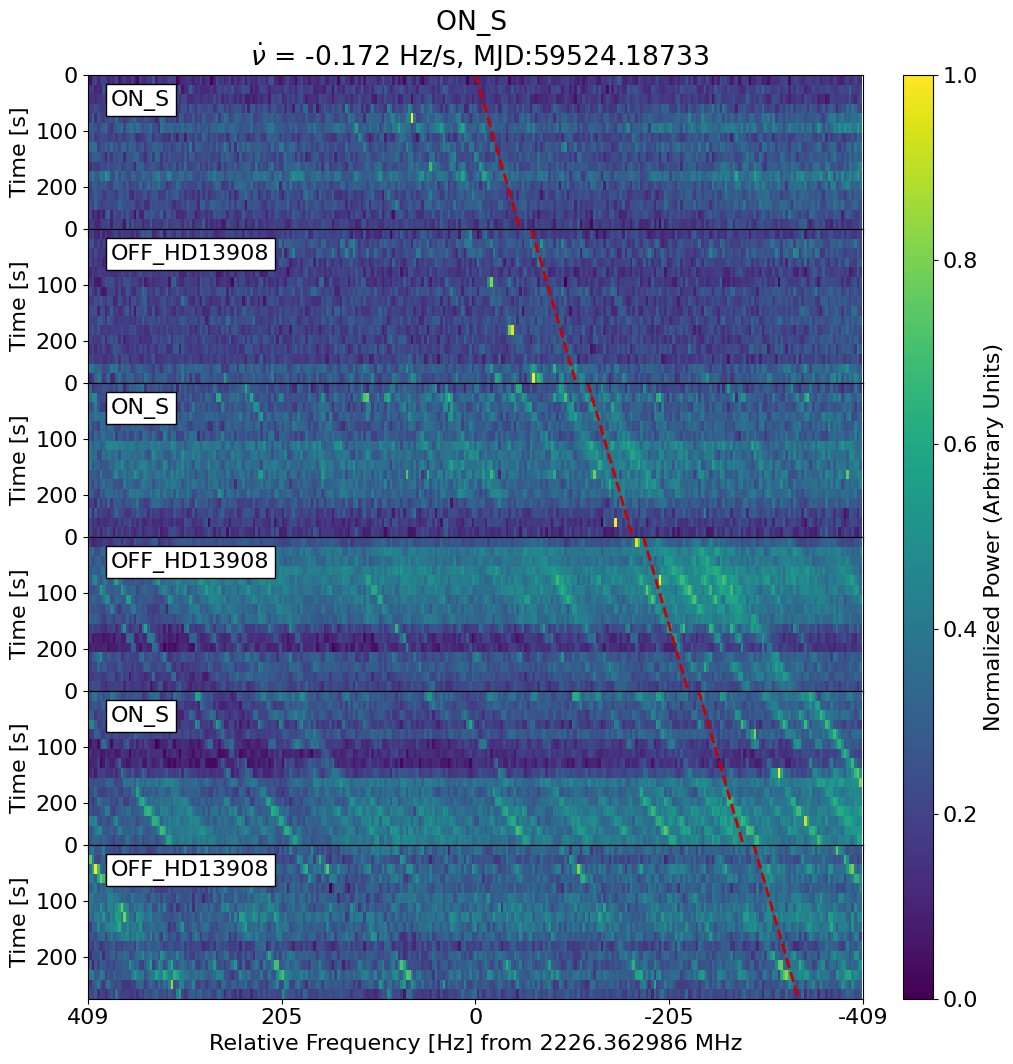 ON_S
ν̇ = -0.172 Hz/s, MJD:59524.18733
0
ON_S
100
200
Time [s]
0
OFF_HD13908
100
200
Time [s]
0
ON_S
100
200
Time [s]
0
OFF_HD13908
100
200
Time [s]
0
ON_S
100
200
Time [s]
0
OFF_HD13908
100
200
Time [s]
409 205 0 -205 -409
Relative Frequency [Hz] from 2226.362986 MHz
1.0
0.8
0.6
0.4
0.2
0.0
Normalized Power (Arbitrary Units)